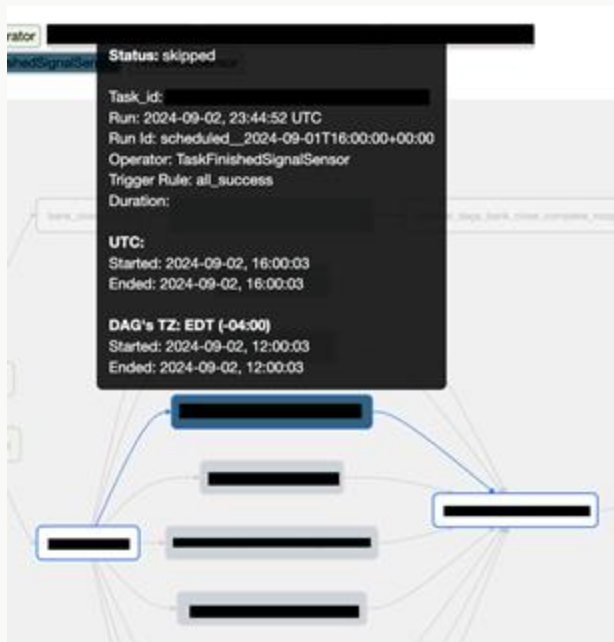 rator
Status: skipped
Task_id:
Run: 2024-09-02, 23:44:52 UTC
Run Id: scheduled__2024-09-01T16:00:00+00:00
Operator: TaskFinishedSignalSensor
Trigger Rule: all_success
Duration:
UTC:
Started: 2024-09-02, 16:00:03
Ended: 2024-09-02, 16:00:03
DAG's TZ: EDT (-04:00)
Started: 2024-09-02, 12:00:03
Ended: 2024-09-02, 12:00:03